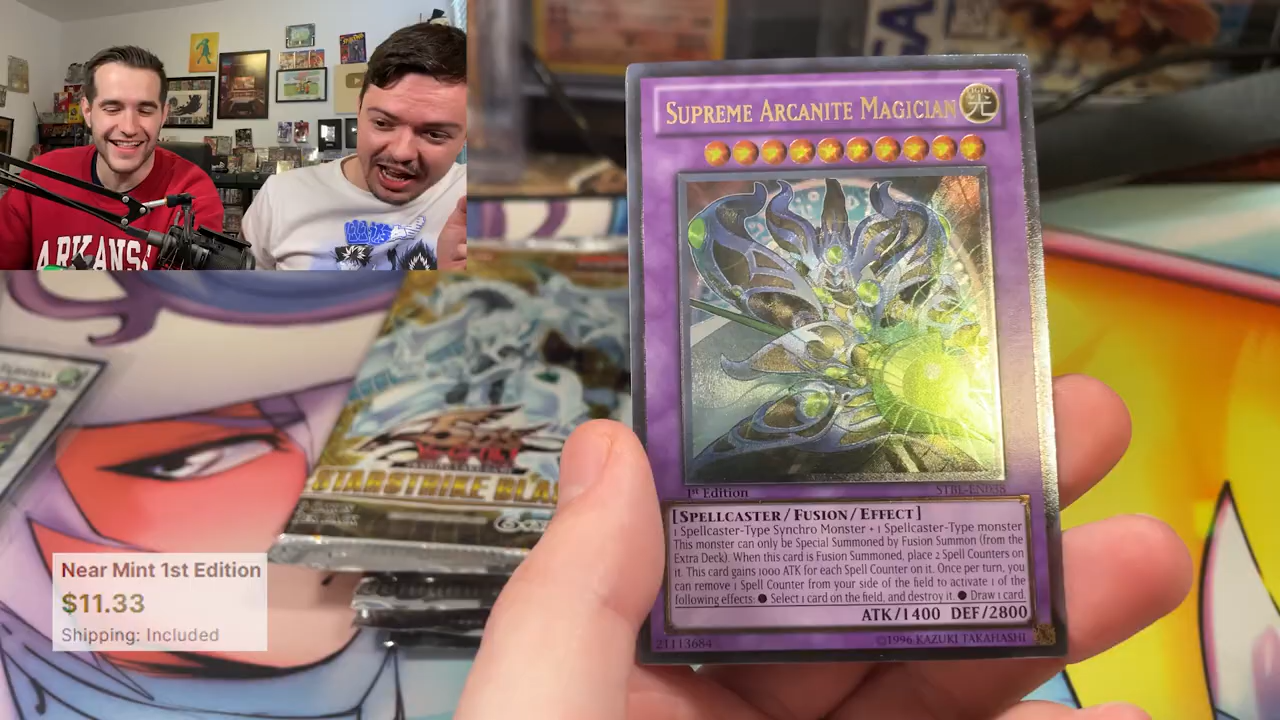 ARKANS
SUPREME ARCANITE MAGICIAN
LIGHT
光
STARSTRIKE BLA
1st Edition
STBL-EN038
[SPELLCASTER / FUSION / EFFECT]
1 Spellcaster-Type Synchro Monster + 1 Spellcaster-Type monster
This monster can only be Special Summoned by Fusion Summon (from the
Extra Deck). When this card is Fusion Summoned, place 2 Spell Counters on
it. This card gains 1000 ATK for each Spell Counter on it. Once per turn, you
can remove 1 Spell Counter from your side of the field to activate 1 of the
following effects: ● Select 1 card on the field, and destroy it. ● Draw 1 card.
ATK/1400 DEF/2800
21113684
©1996 KAZUKI TAKAHASHI
Near Mint 1st Edition
$11.33
Shipping: Included